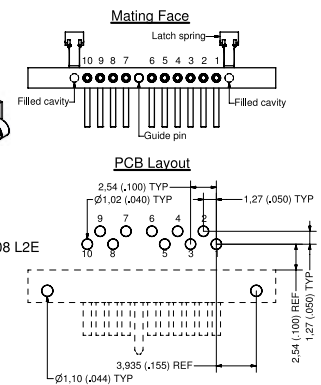 Mating Face
Latch spring
10 9 8 7 6 5 4 3 2 1
Filled cavity
Filled cavity
Guide pin
PCB Layout
2,54 (.100) TYP
Ø1,02 (.040) TYP
1,27 (.050) TYP
9 7 6 4 2
08 L2E
10 8 5 3 1
2,54 (.100) REF
1,27 (.050) TYP
3,935 (.155) REF
Ø1,10 (.044) TYP